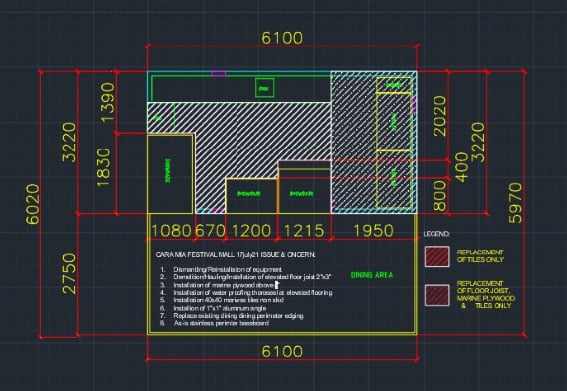 6100
1390
1830
3220
6020
2750
2020
400
3220
800
5970
1080 670 1200 1215 1950
CARA MIA FESTIVAL MALL 17july21 ISSUE & ONCERN:
1. Dismantling/Reinstallation of equipment
2. Demolition/Hauling/Installation of elevated floor joist 2"x3"
3. Installation of marine plywood above
4. Installation of water proofing thoroseal as elevated flooring
5. Installation 40x40 mariwasa tiles non skid
6. Installation of 1"x1" aluminum angle
7. Replace existing dining dining perimeter edging
8. As-is stainless perimeter baseboard
DINING AREA
LEGEND:
REPLACEMENT
OF TILES ONLY
REPLACEMENT
OF FLOOR JOIST,
MARINE PLYWOOD
& TILES ONLY
6100